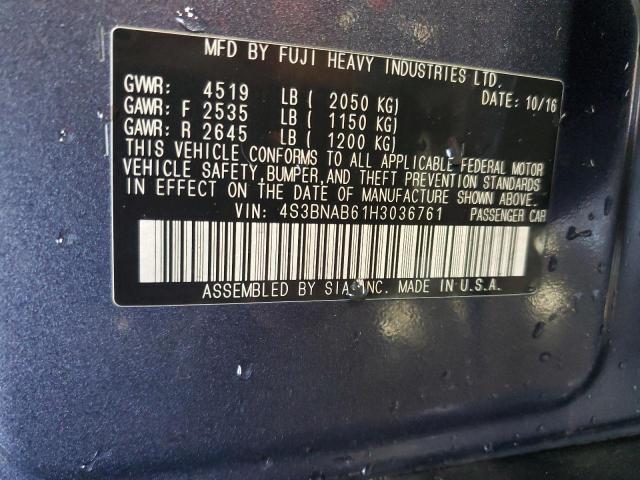 MFD BY FUJI HEAVY INDUSTRIES LTD.
GVWR: 4519 LB ( 2050 KG) DATE: 10/16
GAWR: F 2535 LB ( 1150 KG)
GAWR: R 2645 LB ( 1200 KG)
THIS VEHICLE CONFORMS TO ALL APPLICABLE FEDERAL MOTOR
VEHICLE SAFETY, BUMPER, AND THEFT PREVENTION STANDARDS
IN EFFECT ON THE DATE OF MANUFACTURE SHOWN ABOVE.
VIN: 4S3BNAB61H3036761 PASSENGER CAR
ASSEMBLED BY SIA, INC. MADE IN U.S.A.